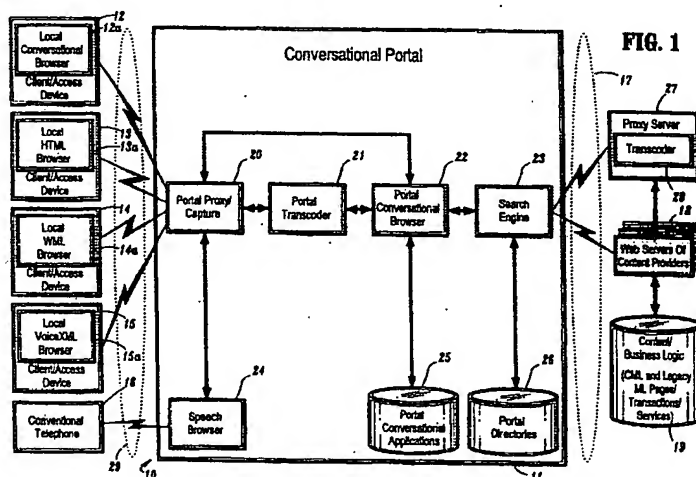 FIG. 1
Conversational Portal
12
12a
Local
Conversational
Browser
Client/Access
Device
13
13a
Local
HTML
Browser
Client/Access
Device
14
14a
Local
WML
Browser
Client/Access
Device
15
15a
Local
VoiceXML
Browser
Client/Access
Device
16
Conventional
Telephone
29
10
11
20
Portal Proxy/
Capture
21
Portal
Transcoder
22
Portal
Conversational
Browser
23
Search
Engine
24
Speech
Browser
25
Portal
Conversational
Applications
26
Portal
Directories
17
27
Proxy Server
Transcoder
28
18
Web Servers Of
Content Providers
Content/
Business Logic
(CML and Legacy
ML Pages/
Transactions/
Services)
19